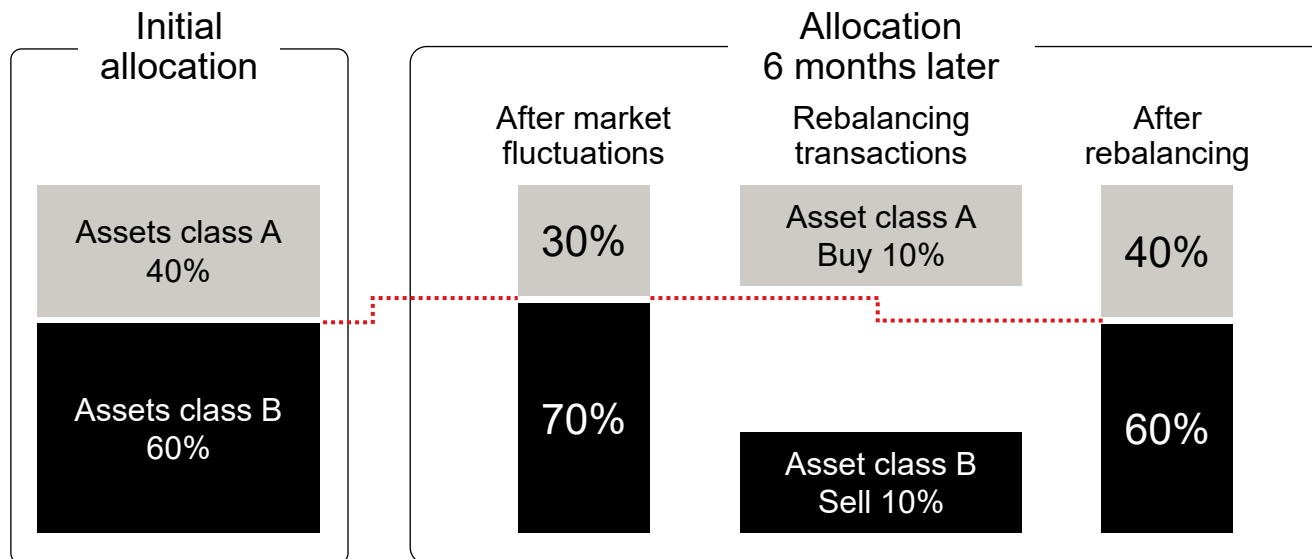 Initial
allocation
Assets class A
40%
Assets class B
60%
Allocation
6 months later
After market
fluctuations
30%
70%
Rebalancing
transactions
Asset class A
Buy 10%
Asset class B
Sell 10%
After
rebalancing
40%
60%